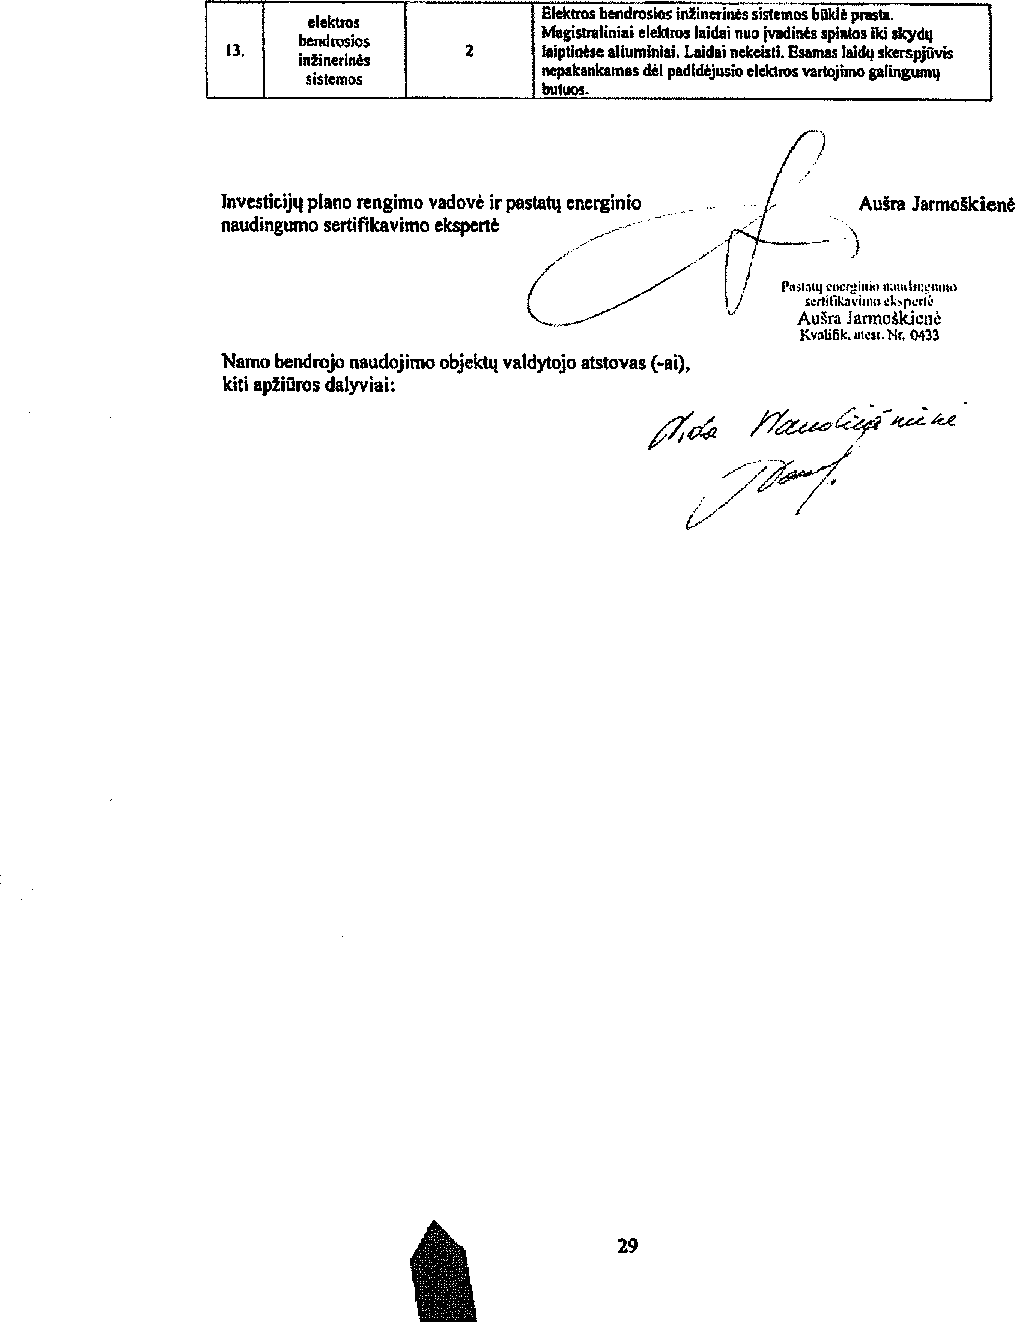 13.
elektros
bendrosios
inžinerinės
sistemos
2
Elektros bendrosios inžinerinės sistemos būklė prasta.
Magistraliniai elektros laidai nuo įvadinės spintos iki skydų
laiptinėse aliuminiai. Laidai nekeisti. Esamas laidų skerspjūvis
nepakankamas dėl padidėjusio elektros vartojimo galingumų
butuos.
Investicijų plano rengimo vadovė ir pastatų energinio
naudingumo sertifikavimo ekspertė
Aušra Jarmoškienė
Pastatų energinio naudingumo
sertifikavimo ekspertė
Aušra Jarmoškienė
Kvalifik. atest. Nr. 0433
Namo bendrojo naudojimo objektų valdytojo atstovas (-ai),
kiti apžiūros dalyviai:
29